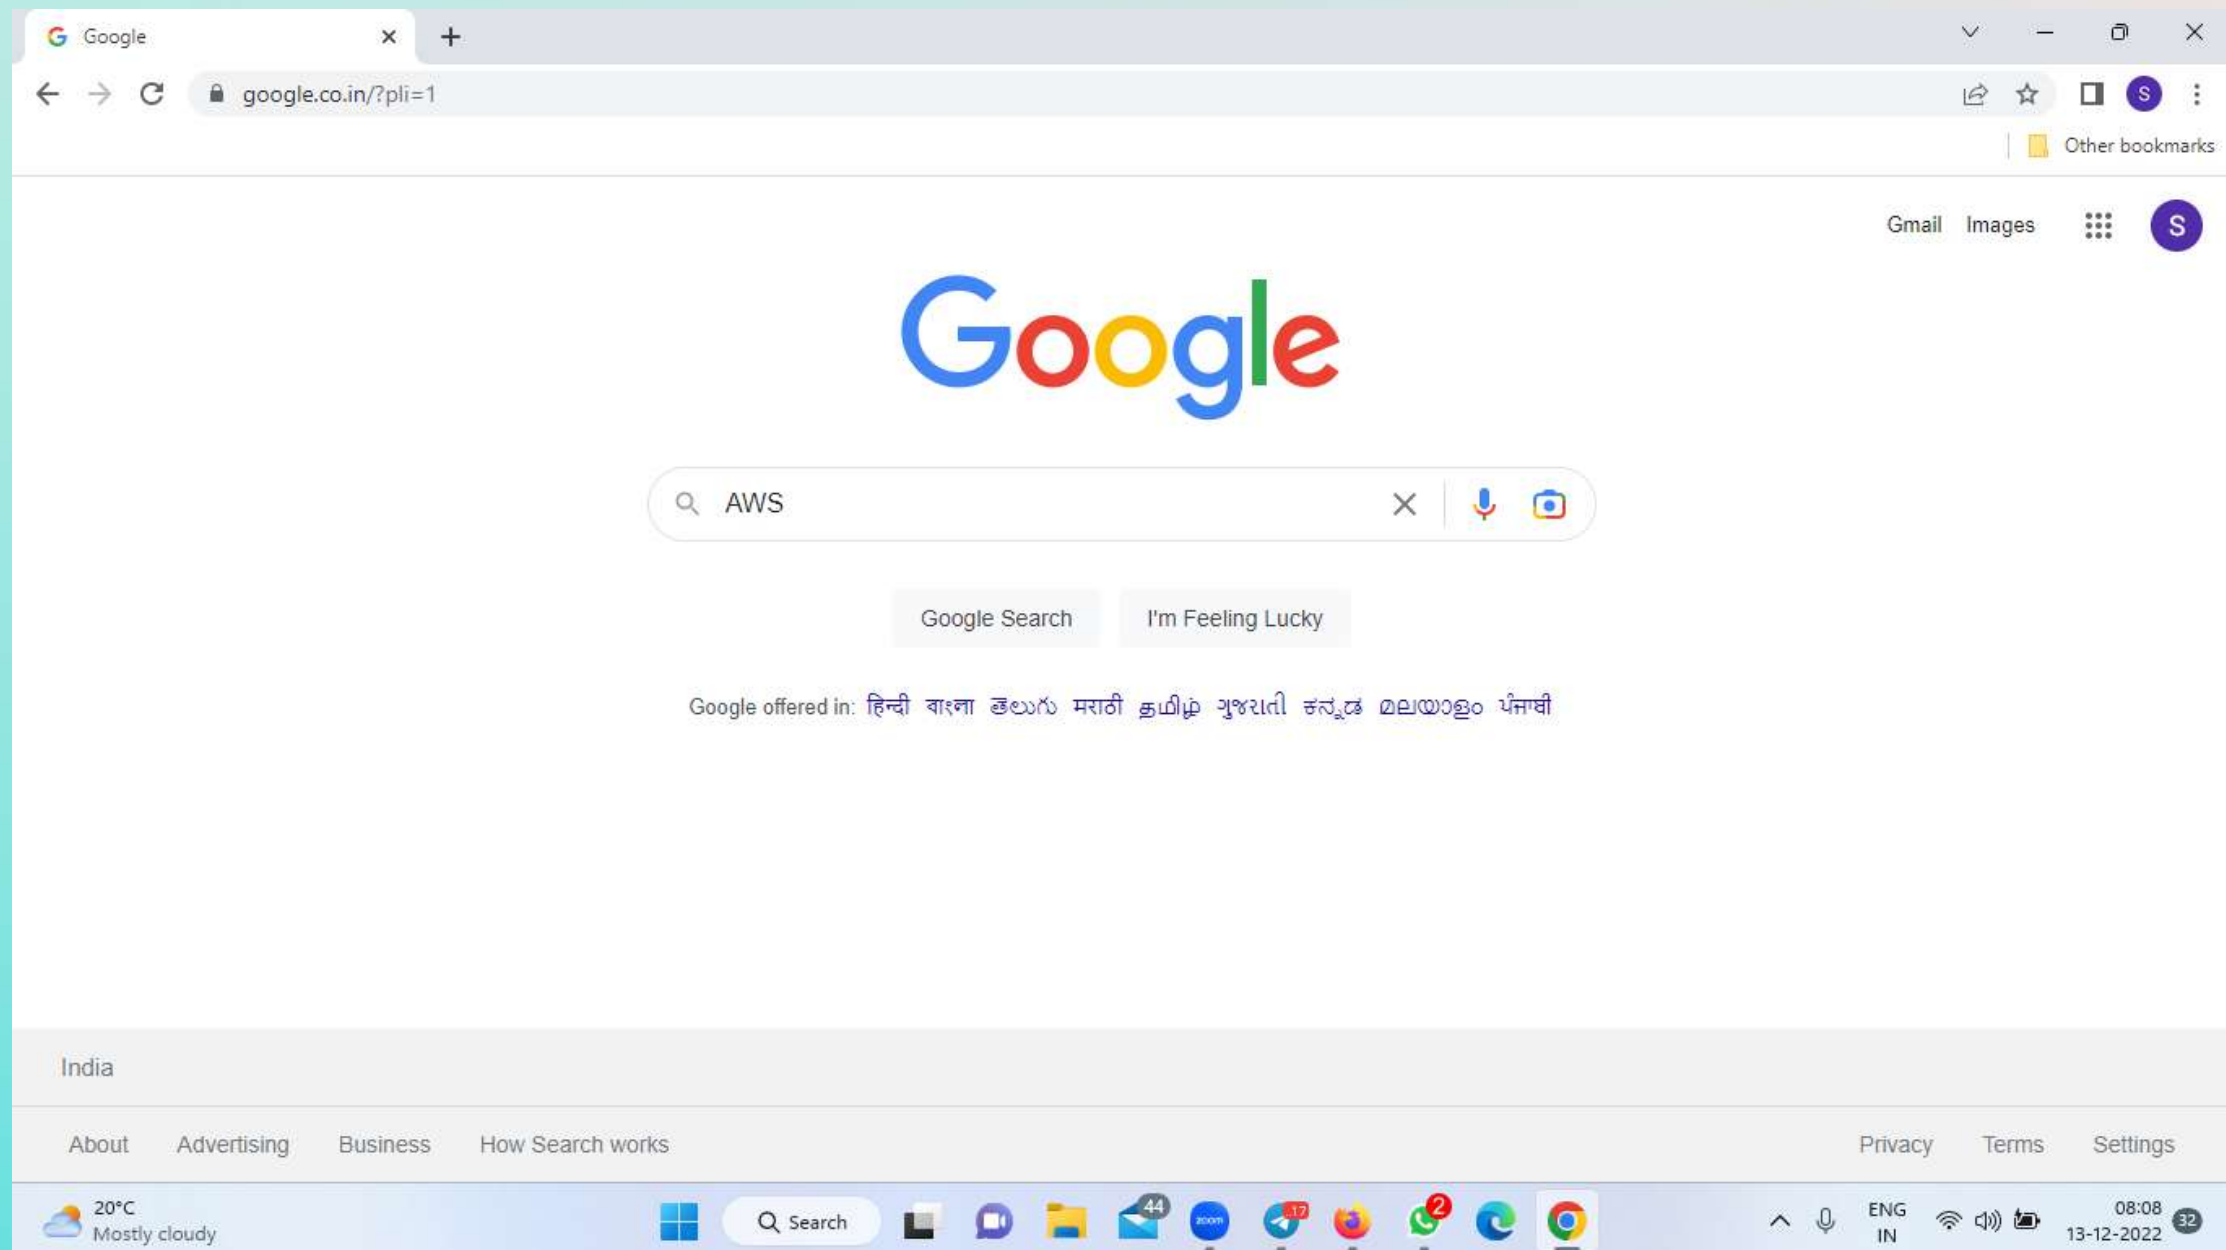 Google
google.co.in/?pli=1
S
Other bookmarks
Gmail Images S
Google
AWS
Google Search I'm Feeling Lucky
Google offered in: हिन्दी বাংলা తెలుగు मराठी தமிழ் ગુજરાતી ಕನ್ನಡ മലയാളം ਪੰਜਾਬੀ
India
About Advertising Business How Search works Privacy Terms Settings
20°C
Mostly cloudy
Search
44
zoom
17
2
ENG
IN
08:08
13-12-2022
32